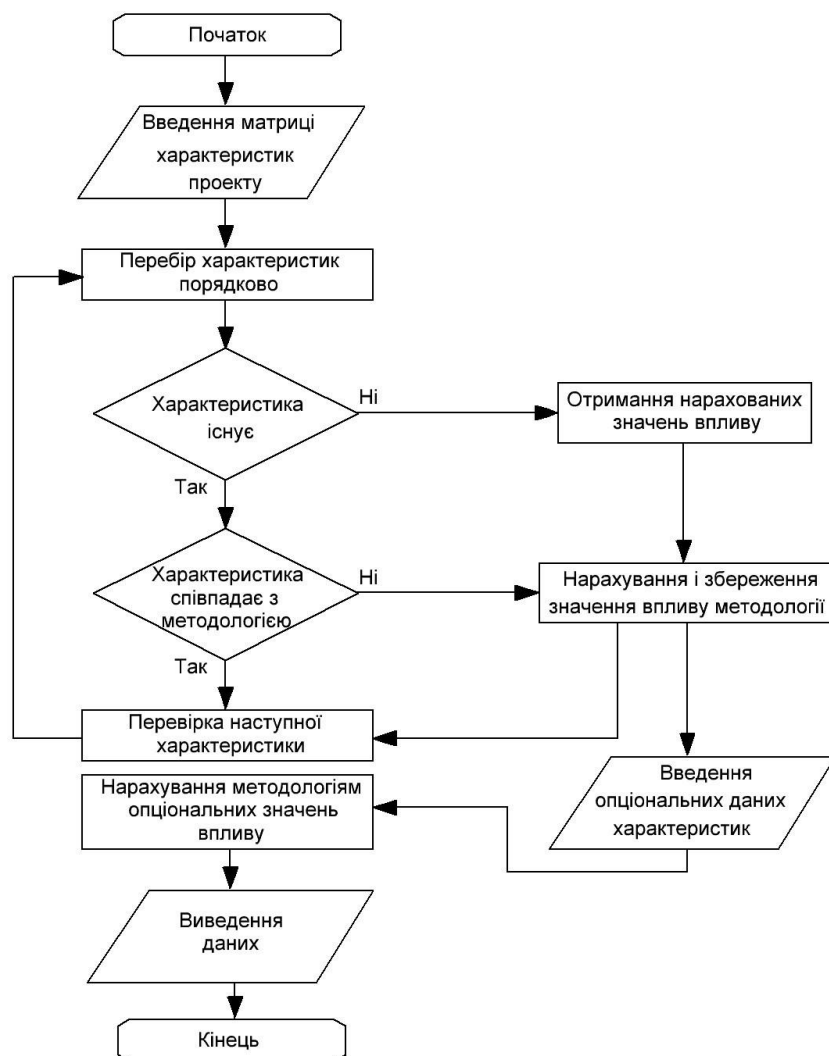 Початок
Введення матриці
характеристик
проекту
Перебір характеристик
порядково
Характеристика
існує
Ні
Отримання нарахованих
значень впливу
Так
Характеристика
співпадає з
методологією
Ні
Нарахування і збереження
значення впливу методології
Так
Перевірка наступної
характеристики
Введення
опціональних даних
характеристик
Нарахування методологіям
опціональних значень
впливу
Виведення
даних
Кінець